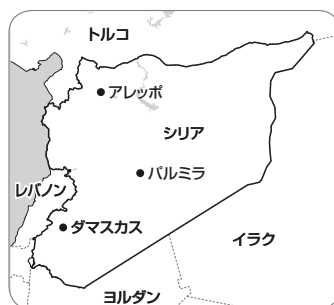 トルコ
アレッポ
シリア
パルミラ
レバノン
ダマスカス
イラク
ヨルダン